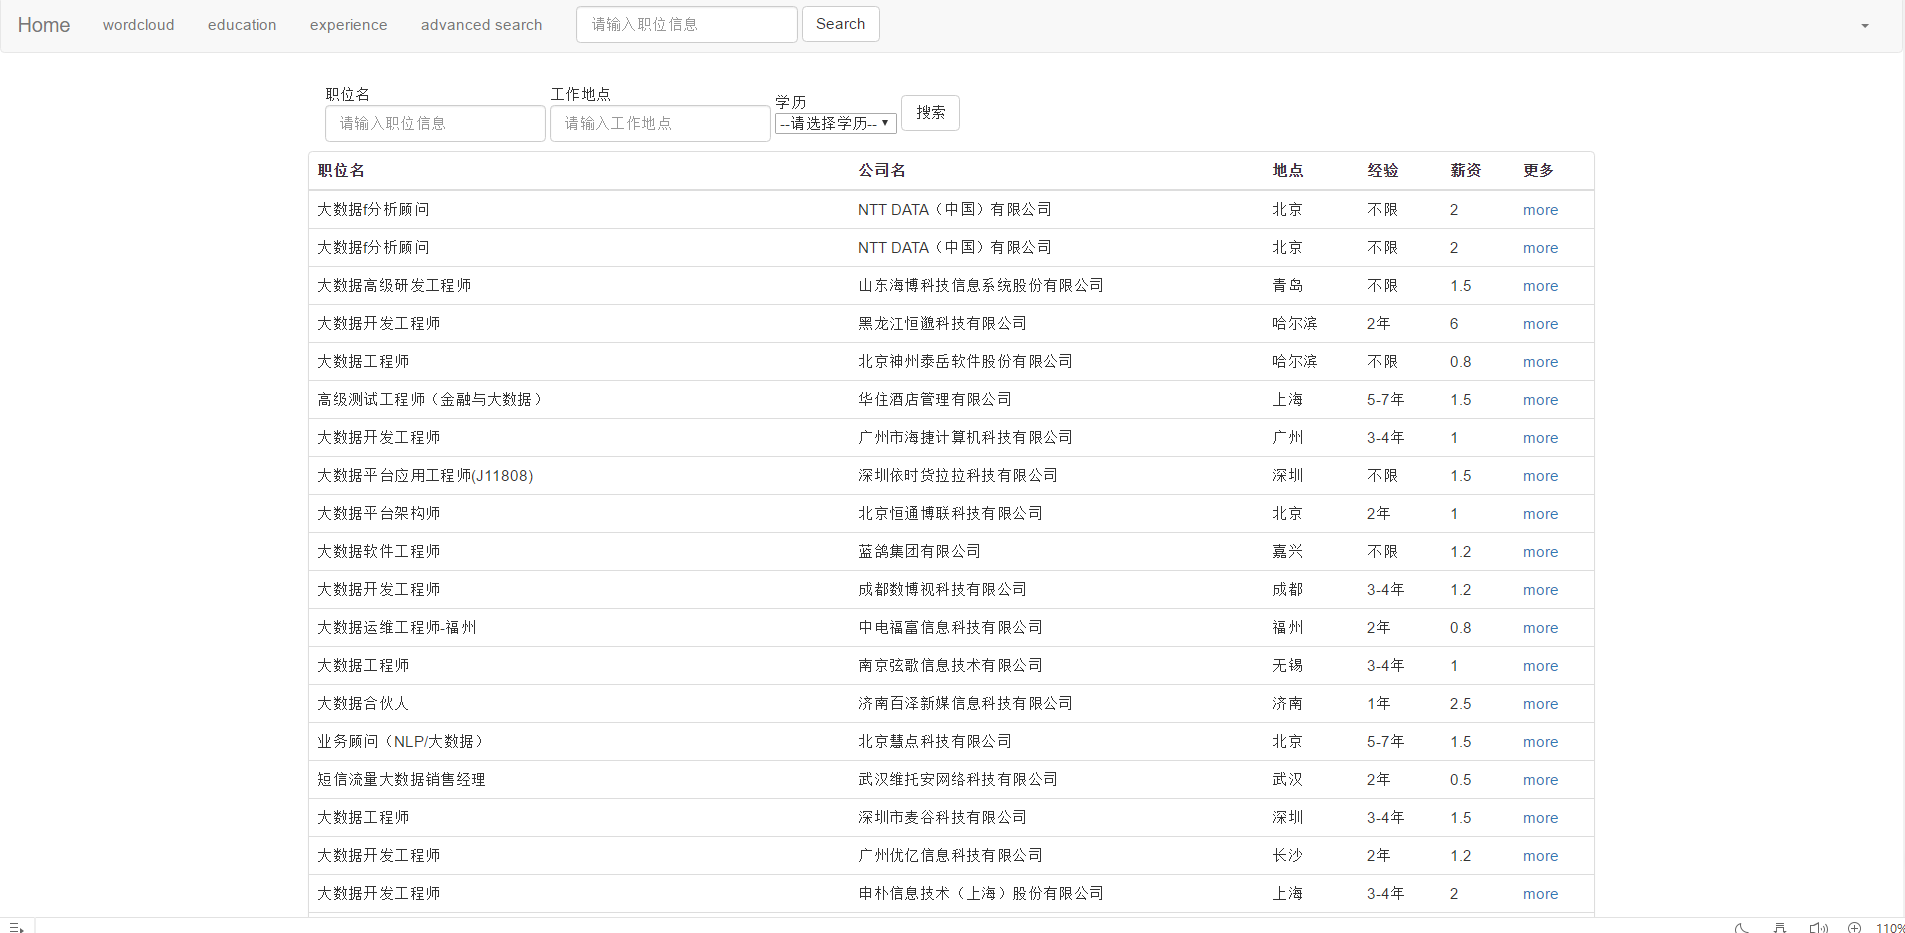 Home wordcloud education experience advanced search 请输入职位信息 Search
职位名 工作地点 学历
请输入职位信息 请输入工作地点 --请选择学历-- 搜索
职位名 公司名 地点 经验 薪资 更多
大数据f分析顾问 NTT DATA（中国）有限公司 北京 不限 2 more
大数据f分析顾问 NTT DATA（中国）有限公司 北京 不限 2 more
大数据高级研发工程师 山东海博科技信息系统股份有限公司 青岛 不限 1.5 more
大数据开发工程师 黑龙江恒邈科技有限公司 哈尔滨 2年 6 more
大数据工程师 北京神州泰岳软件股份有限公司 哈尔滨 不限 0.8 more
高级测试工程师（金融与大数据） 华住酒店管理有限公司 上海 5-7年 1.5 more
大数据开发工程师 广州市海捷计算机科技有限公司 广州 3-4年 1 more
大数据平台应用工程师(J11808) 深圳依时货拉拉科技有限公司 深圳 不限 1.5 more
大数据平台架构师 北京恒通博联科技有限公司 北京 2年 1 more
大数据软件工程师 蓝鸽集团有限公司 嘉兴 不限 1.2 more
大数据开发工程师 成都数博视科技有限公司 成都 3-4年 1.2 more
大数据运维工程师-福州 中电福富信息科技有限公司 福州 2年 0.8 more
大数据工程师 南京弦歌信息技术有限公司 无锡 3-4年 1 more
大数据合伙人 济南百泽新媒信息科技有限公司 济南 1年 2.5 more
业务顾问（NLP/大数据） 北京慧点科技有限公司 北京 5-7年 1.5 more
短信流量大数据销售经理 武汉维托安网络科技有限公司 武汉 2年 0.5 more
大数据工程师 深圳市麦谷科技有限公司 深圳 3-4年 1.5 more
大数据开发工程师 广州优亿信息科技有限公司 长沙 2年 1.2 more
大数据开发工程师 申朴信息技术（上海）股份有限公司 上海 3-4年 2 more
110%